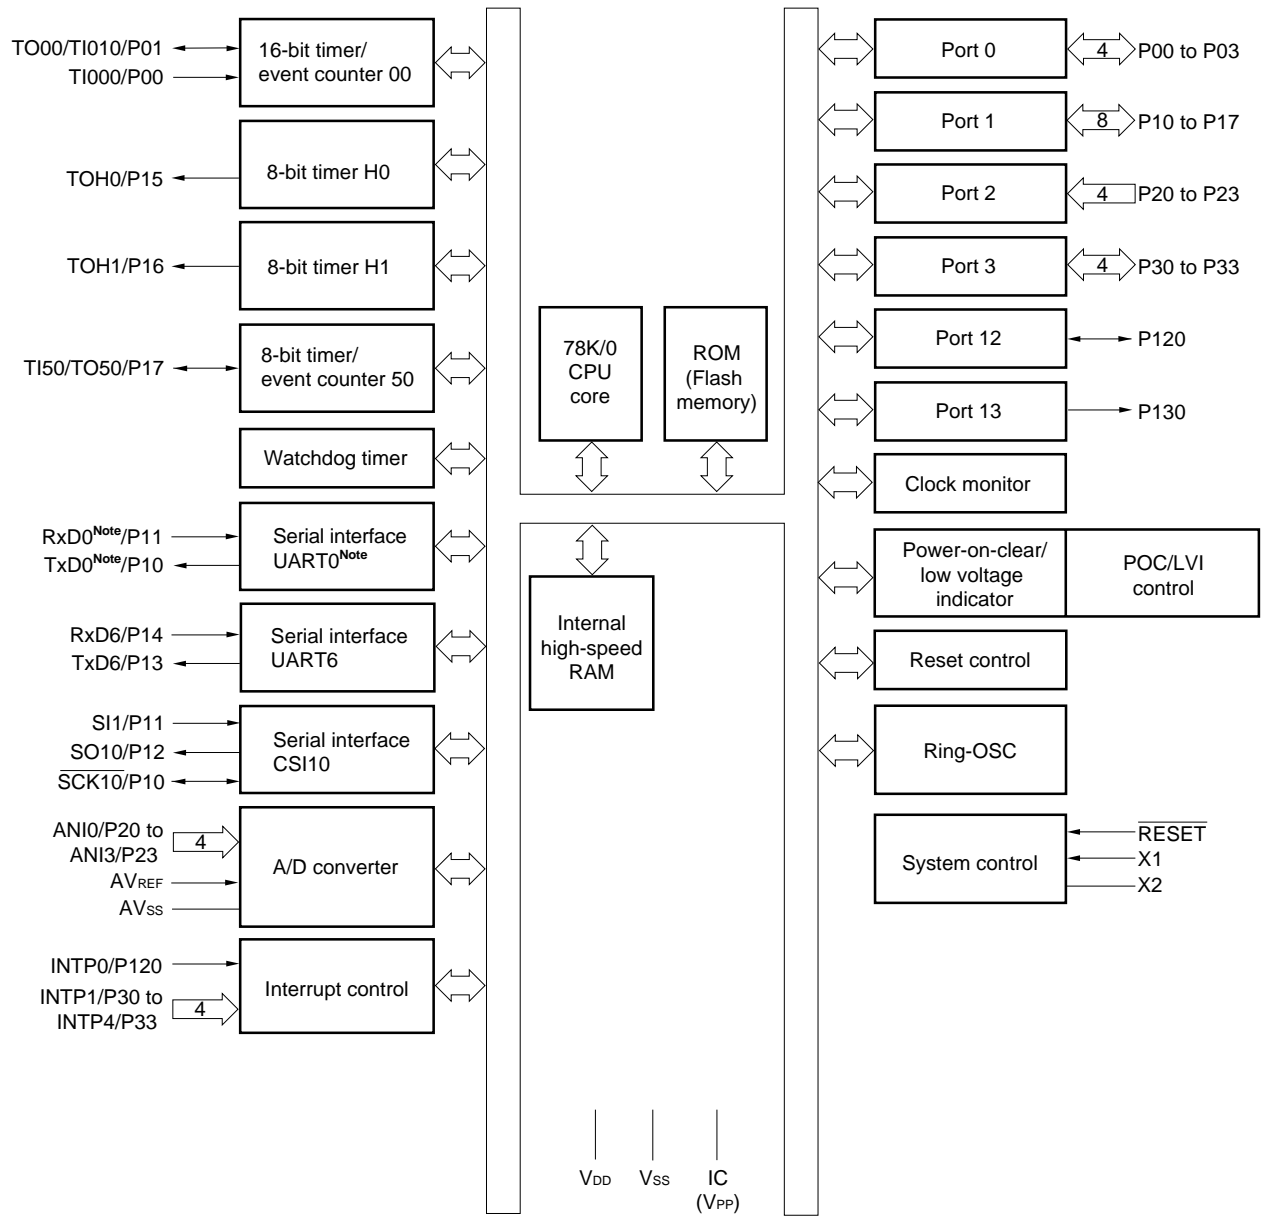 TO00/TI010/P01
TI000/P00
16-bit timer/
event counter 00
TOH0/P15
8-bit timer H0
TOH1/P16
8-bit timer H1
TI50/TO50/P17
8-bit timer/
event counter 50
Watchdog timer
RxD0Note/P11
TxD0Note/P10
Serial interface
UART0Note
RxD6/P14
TxD6/P13
Serial interface
UART6
SI1/P11
SO10/P12
SCK10/P10
Serial interface
CSI10
ANI0/P20 to
ANI3/P23
4
AVREF
AVSS
A/D converter
INTP0/P120
INTP1/P30 to
INTP4/P33
4
Interrupt control
78K/0
CPU
core
ROM
(Flash
memory)
Internal
high-speed
RAM
VDD
VSS
IC
(VPP)
Port 0
4
P00 to P03
Port 1
8
P10 to P17
Port 2
4
P20 to P23
Port 3
4
P30 to P33
Port 12
P120
Port 13
P130
Clock monitor
Power-on-clear/
low voltage
indicator
POC/LVI
control
Reset control
Ring-OSC
System control
RESET
X1
X2